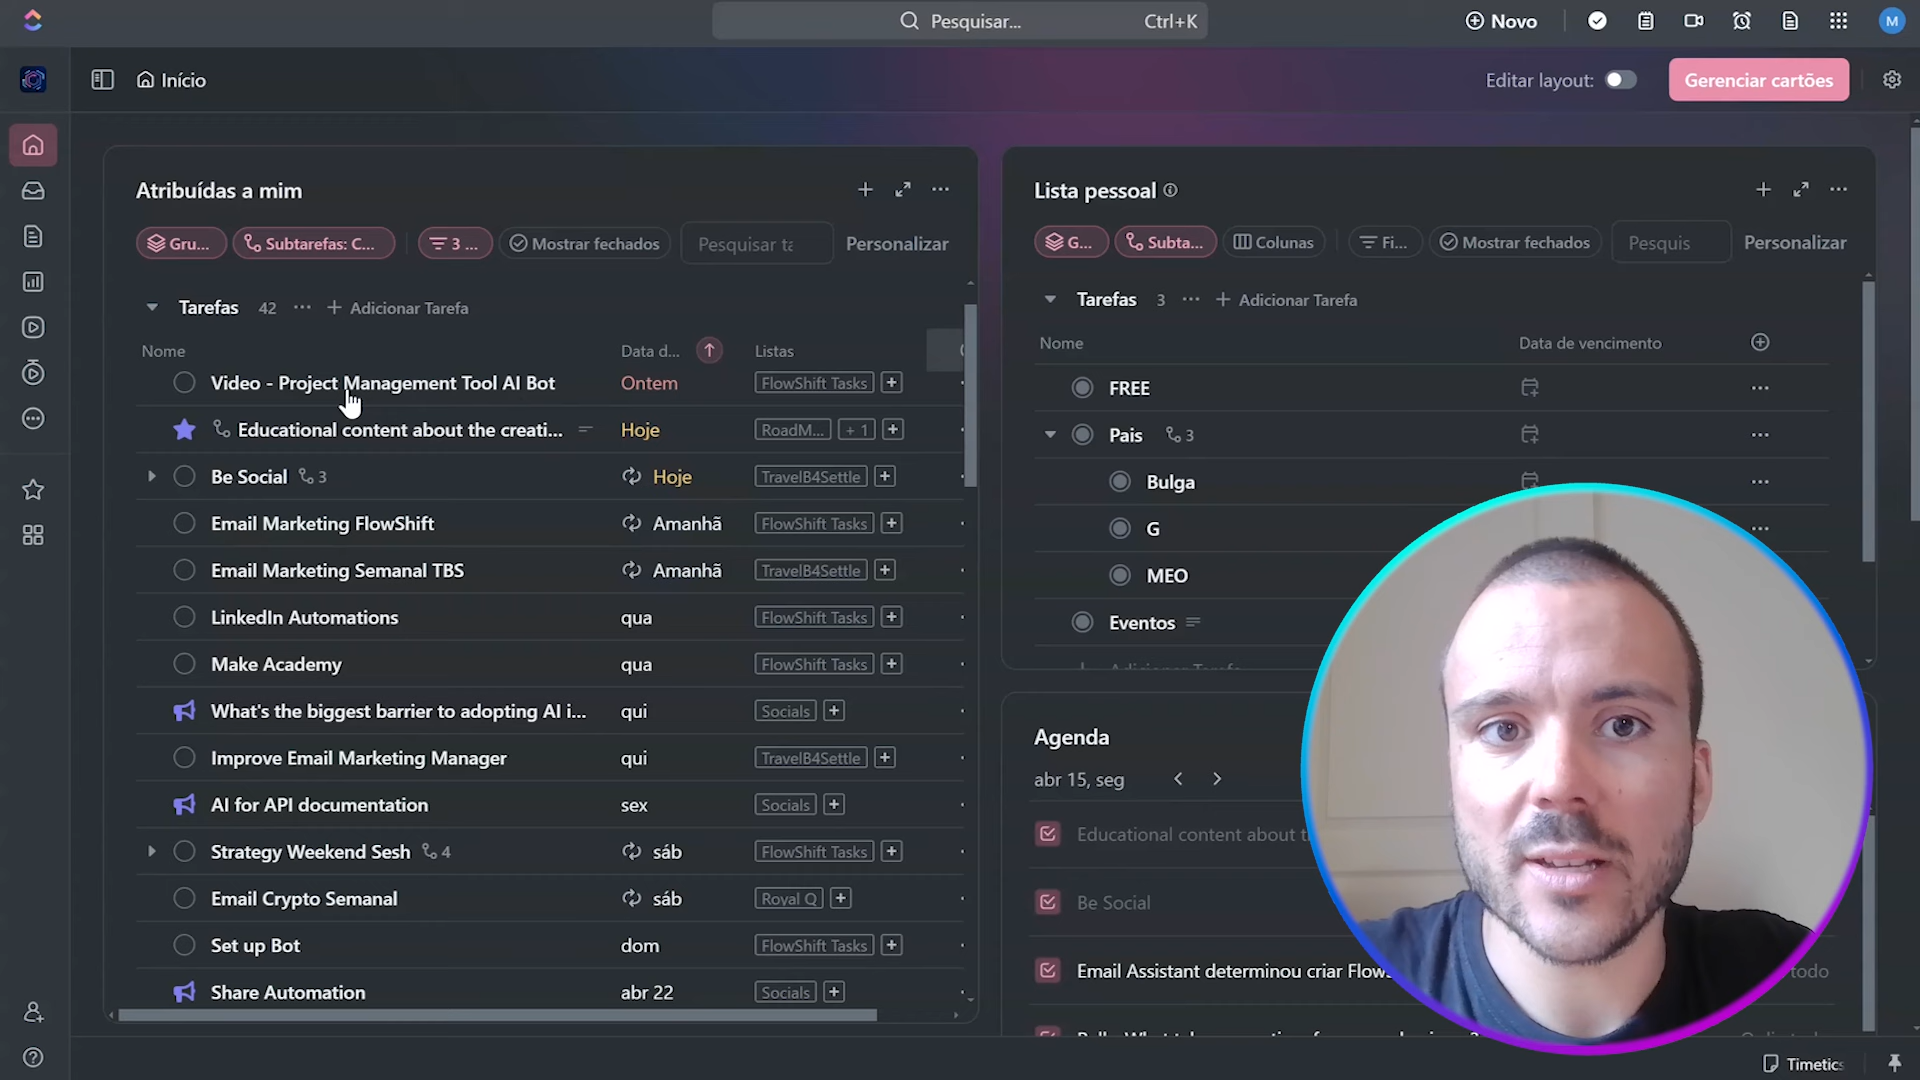 Pesquisar... Ctrl+K
Novo
M
Início
Editar layout:
Gerenciar cartões
Atribuídas a mim
Gru...
Subtarefas: C...
3 ...
Mostrar fechados
Pesquisar ta
Personalizar
Tarefas 42 ... + Adicionar Tarefa
Nome Data d... Listas
Video - Project Management Tool AI Bot Ontem FlowShift Tasks +
Educational content about the creati... Hoje RoadM... + 1 +
Be Social 3 Hoje TravelB4Settle +
Email Marketing FlowShift Amanhã FlowShift Tasks +
Email Marketing Semanal TBS Amanhã TravelB4Settle +
LinkedIn Automations qua FlowShift Tasks +
Make Academy qua FlowShift Tasks +
What's the biggest barrier to adopting AI i... qui Socials +
Improve Email Marketing Manager qui TravelB4Settle +
AI for API documentation sex Socials +
Strategy Weekend Sesh 4 sáb FlowShift Tasks +
Email Crypto Semanal sáb Royal Q +
Set up Bot dom FlowShift Tasks +
Share Automation abr 22 Socials +
Lista pessoal
G...
Subta...
Colunas
Fi...
Mostrar fechados
Pesquis
Personalizar
Tarefas 3 ... + Adicionar Tarefa
Nome Data de vencimento
FREE
Pais 3
Bulga
G
MEO
Eventos
Adicionar Tarefa
Agenda
abr 15, seg < >
Educational content about t
Be Social
Email Assistant determinou criar Flows
todo
Timetics